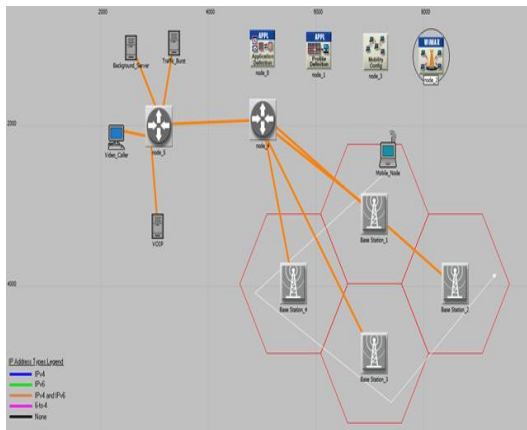 2000 4000 6000 8000
APPL APPL WiMAX
Application Definition
node_0
Profile Definition
node_1
Mobility Config
node_3
Background_Server
Traffic_Burst
2000
Video_Caller
node_5
Mobile_Node
VOIP
Base Station_1
4000
Base Station_4
Base Station_2
Base Station_3
IP Address Types Legend
IPv4
IPv6
IPv4 and IPv6
6-to-4
None